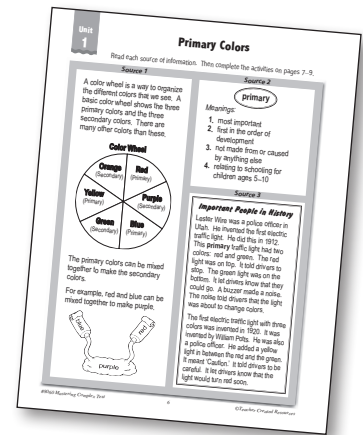 Unit
1
Primary Colors
Read each source of information. Then complete the activities on pages 7–9.
Source 1
A color wheel is a way to organize
the different colors that we see. A
basic color wheel shows the three
primary colors and the three
secondary colors. There are
many other colors than these.
Color Wheel
Orange
(Secondary)
Red
(Primary)
Yellow
(Primary)
Purple
(Secondary)
Green
(Secondary)
Blue
(Primary)
The primary colors can be mixed
together to make the secondary
colors.
For example, red and blue can be
mixed together to make purple.
blue
red
purple
Source 2
primary
Meanings:
1. most important
2. first in the order of
development
3. not made from or caused
by anything else
4. relating to schooling for
children ages 5–10
Source 3
Important People in History
Lester Wire was a police officer in
Utah. He invented the first electric
traffic light. He did this in 1912.
This primary traffic light had two
colors: red and green. The red
light was on top. It told drivers to
stop. The green light was on the
bottom. It let drivers know that they
could go. A buzzer made a noise.
The noise told drivers that the light
was about to change colors.
The first electric traffic light with three
colors was invented in 1920. It was
invented by William Potts. He was also
a police officer. He added a yellow
light in between the red and the green.
It meant 'Caution.' It told drivers to be
careful. It let drivers know that the
light would turn red soon.
Mastering Complex Text
6
©Teacher Created Resources